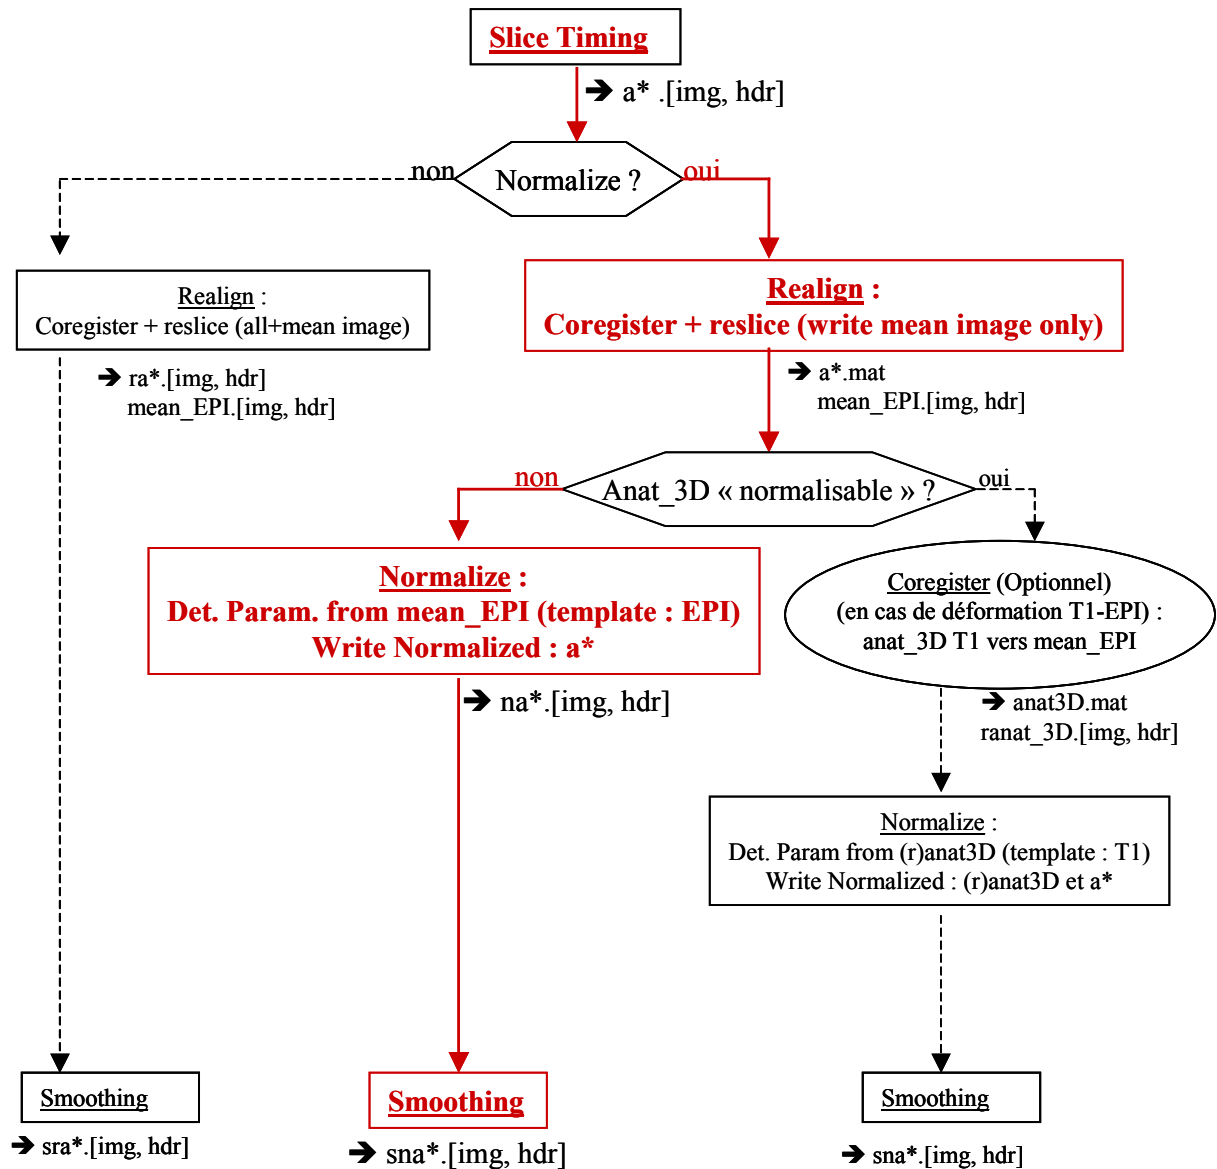 Slice Timing
➔ a* .[img, hdr]
non
Normalize ?
oui
Realign :
Coregister + reslice (all+mean image)
➔ ra*.[img, hdr]
mean_EPI.[img, hdr]
Realign :
Coregister + reslice (write mean image only)
➔ a*.mat
mean_EPI.[img, hdr]
non
Anat_3D « normalisable » ?
oui
Normalize :
Det. Param. from mean_EPI (template : EPI)
Write Normalized : a*
➔ na*.[img, hdr]
Coregister (Optionnel)
(en cas de déformation T1-EPI) :
anat_3D T1 vers mean_EPI
➔ anat3D.mat
ranat_3D.[img, hdr]
Normalize :
Det. Param from (r)anat3D (template : T1)
Write Normalized : (r)anat3D et a*
Smoothing
➔ sra*.[img, hdr]
Smoothing
➔ sna*.[img, hdr]
Smoothing
➔ sna*.[img, hdr]